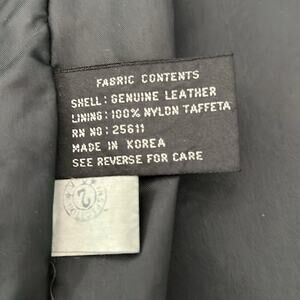 FABRIC CONTENTS
SHELL: GENUINE LEATHER
LINING: 100% NYLON TAFFETA
RN NO: 25611
MADE IN KOREA
SEE REVERSE FOR CARE
2